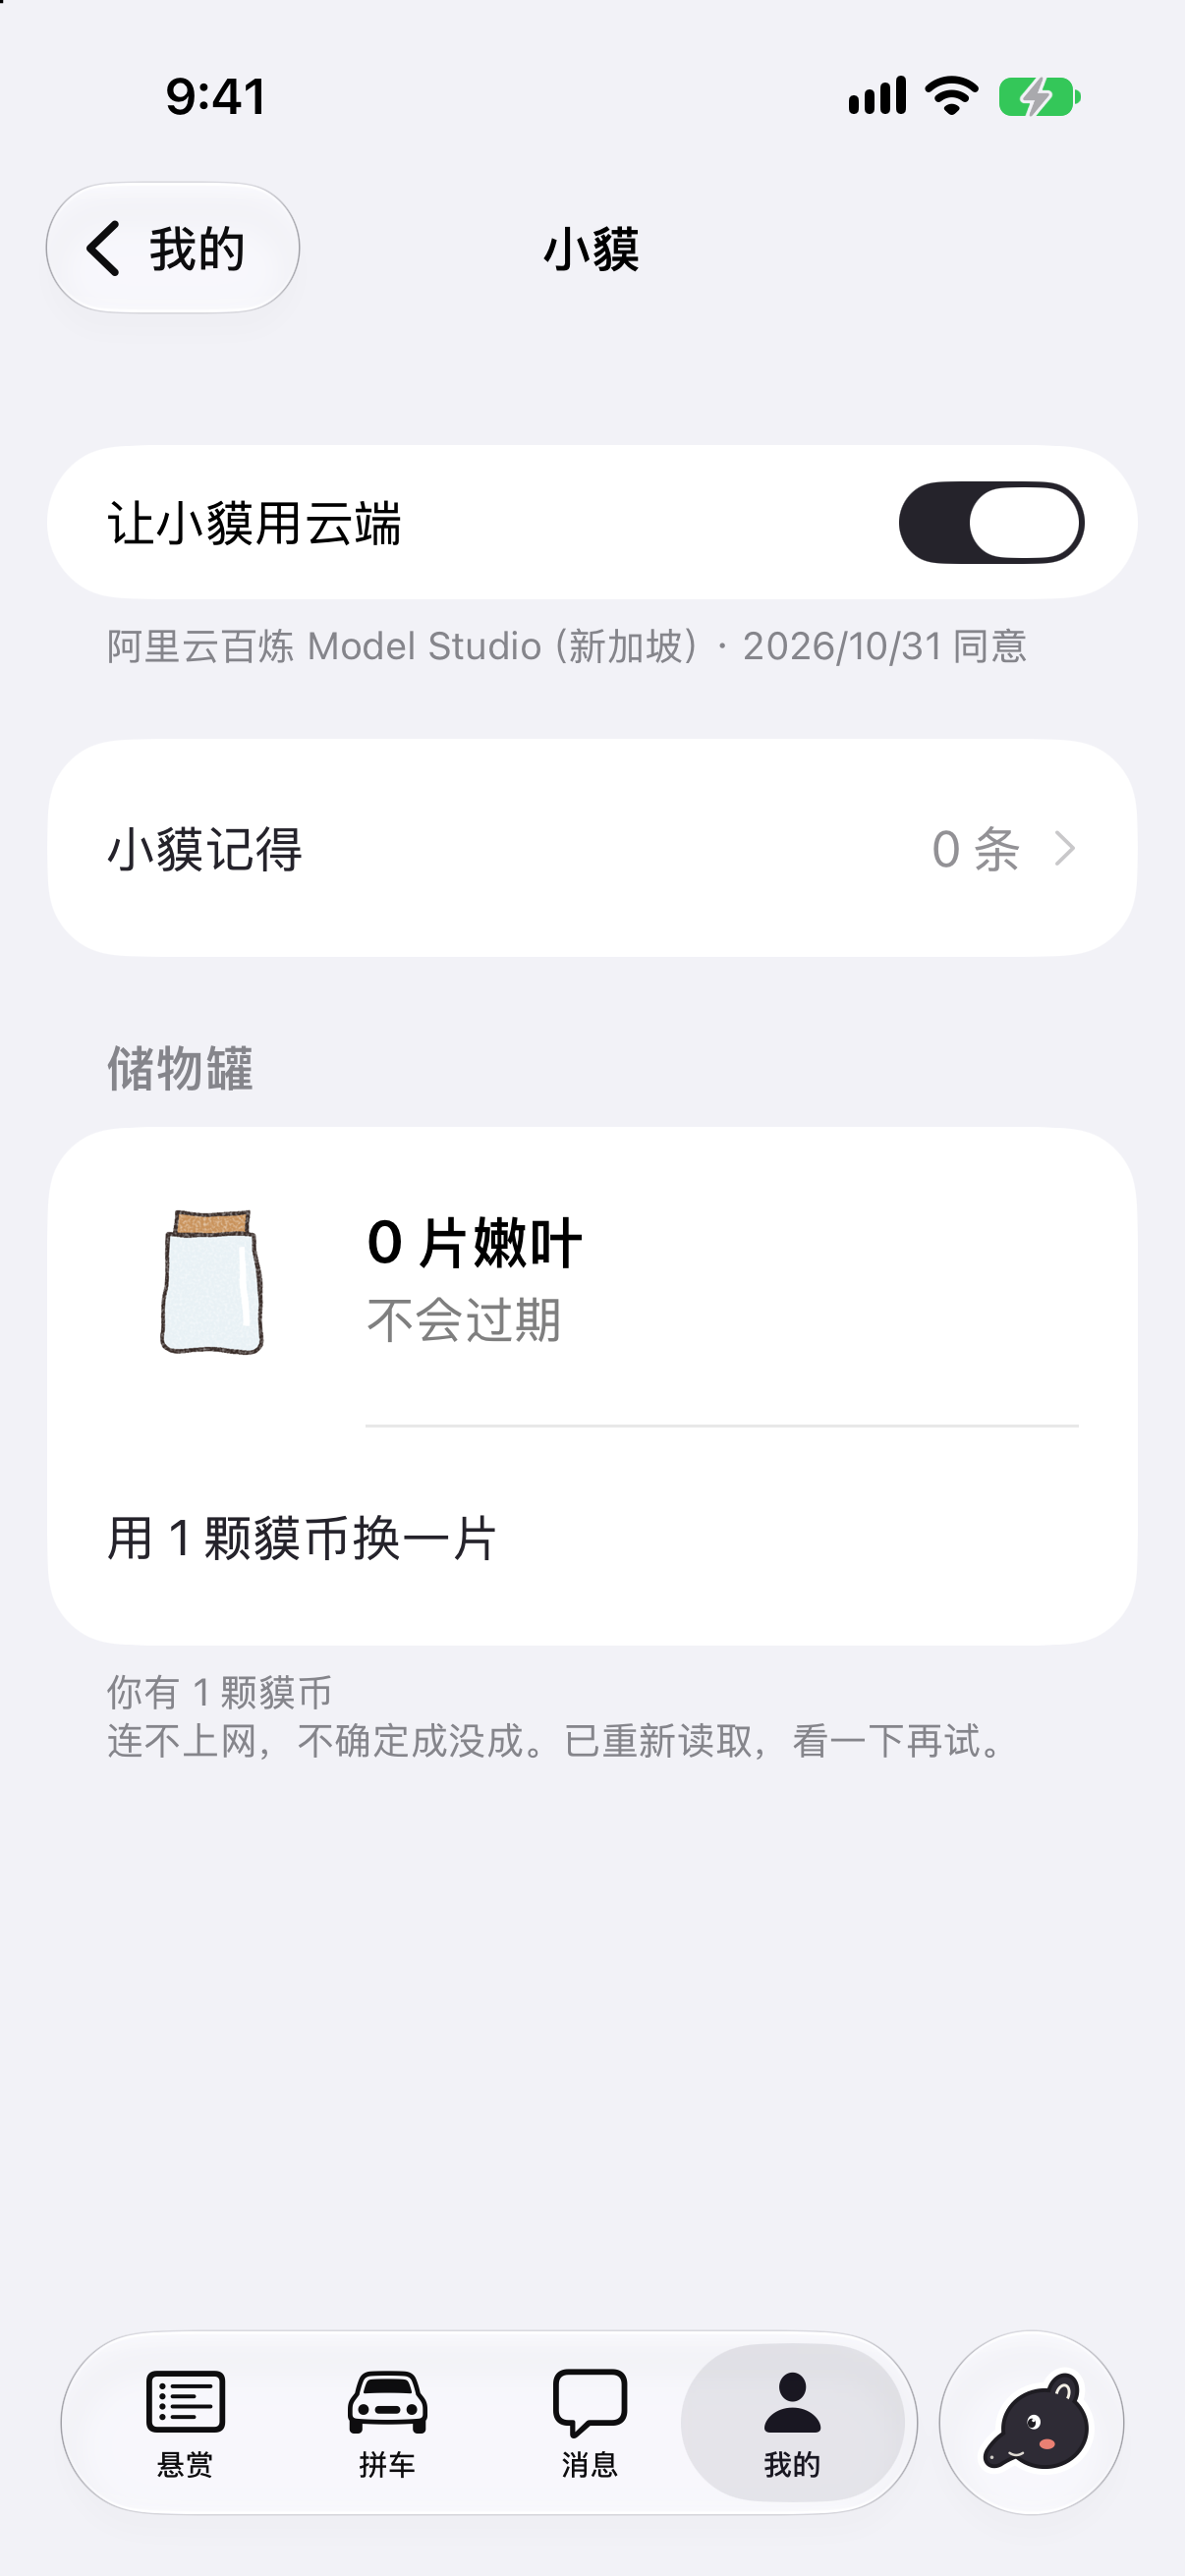 9:41
我的
小貘
让小貘用云端
阿里云百炼 Model Studio (新加坡) · 2026/10/31 同意
小貘记得
0 条
储物罐
0 片嫩叶
不会过期
用 1 颗貘币换一片
你有 1 颗貘币
连不上网，不确定成没成。已重新读取，看一下再试。
悬赏
拼车
消息
我的